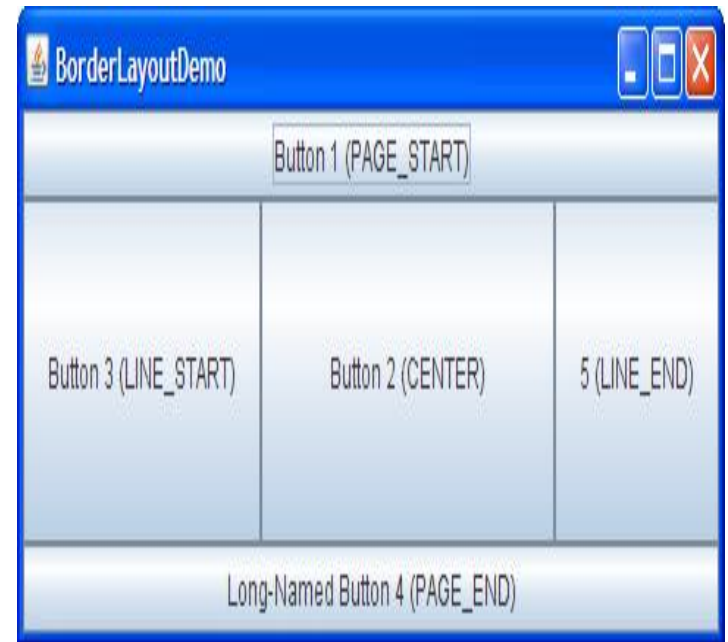 BorderLayoutDemo
Button 1 (PAGE_START)
Button 3 (LINE_START)
Button 2 (CENTER)
5 (LINE_END)
Long-Named Button 4 (PAGE_END)